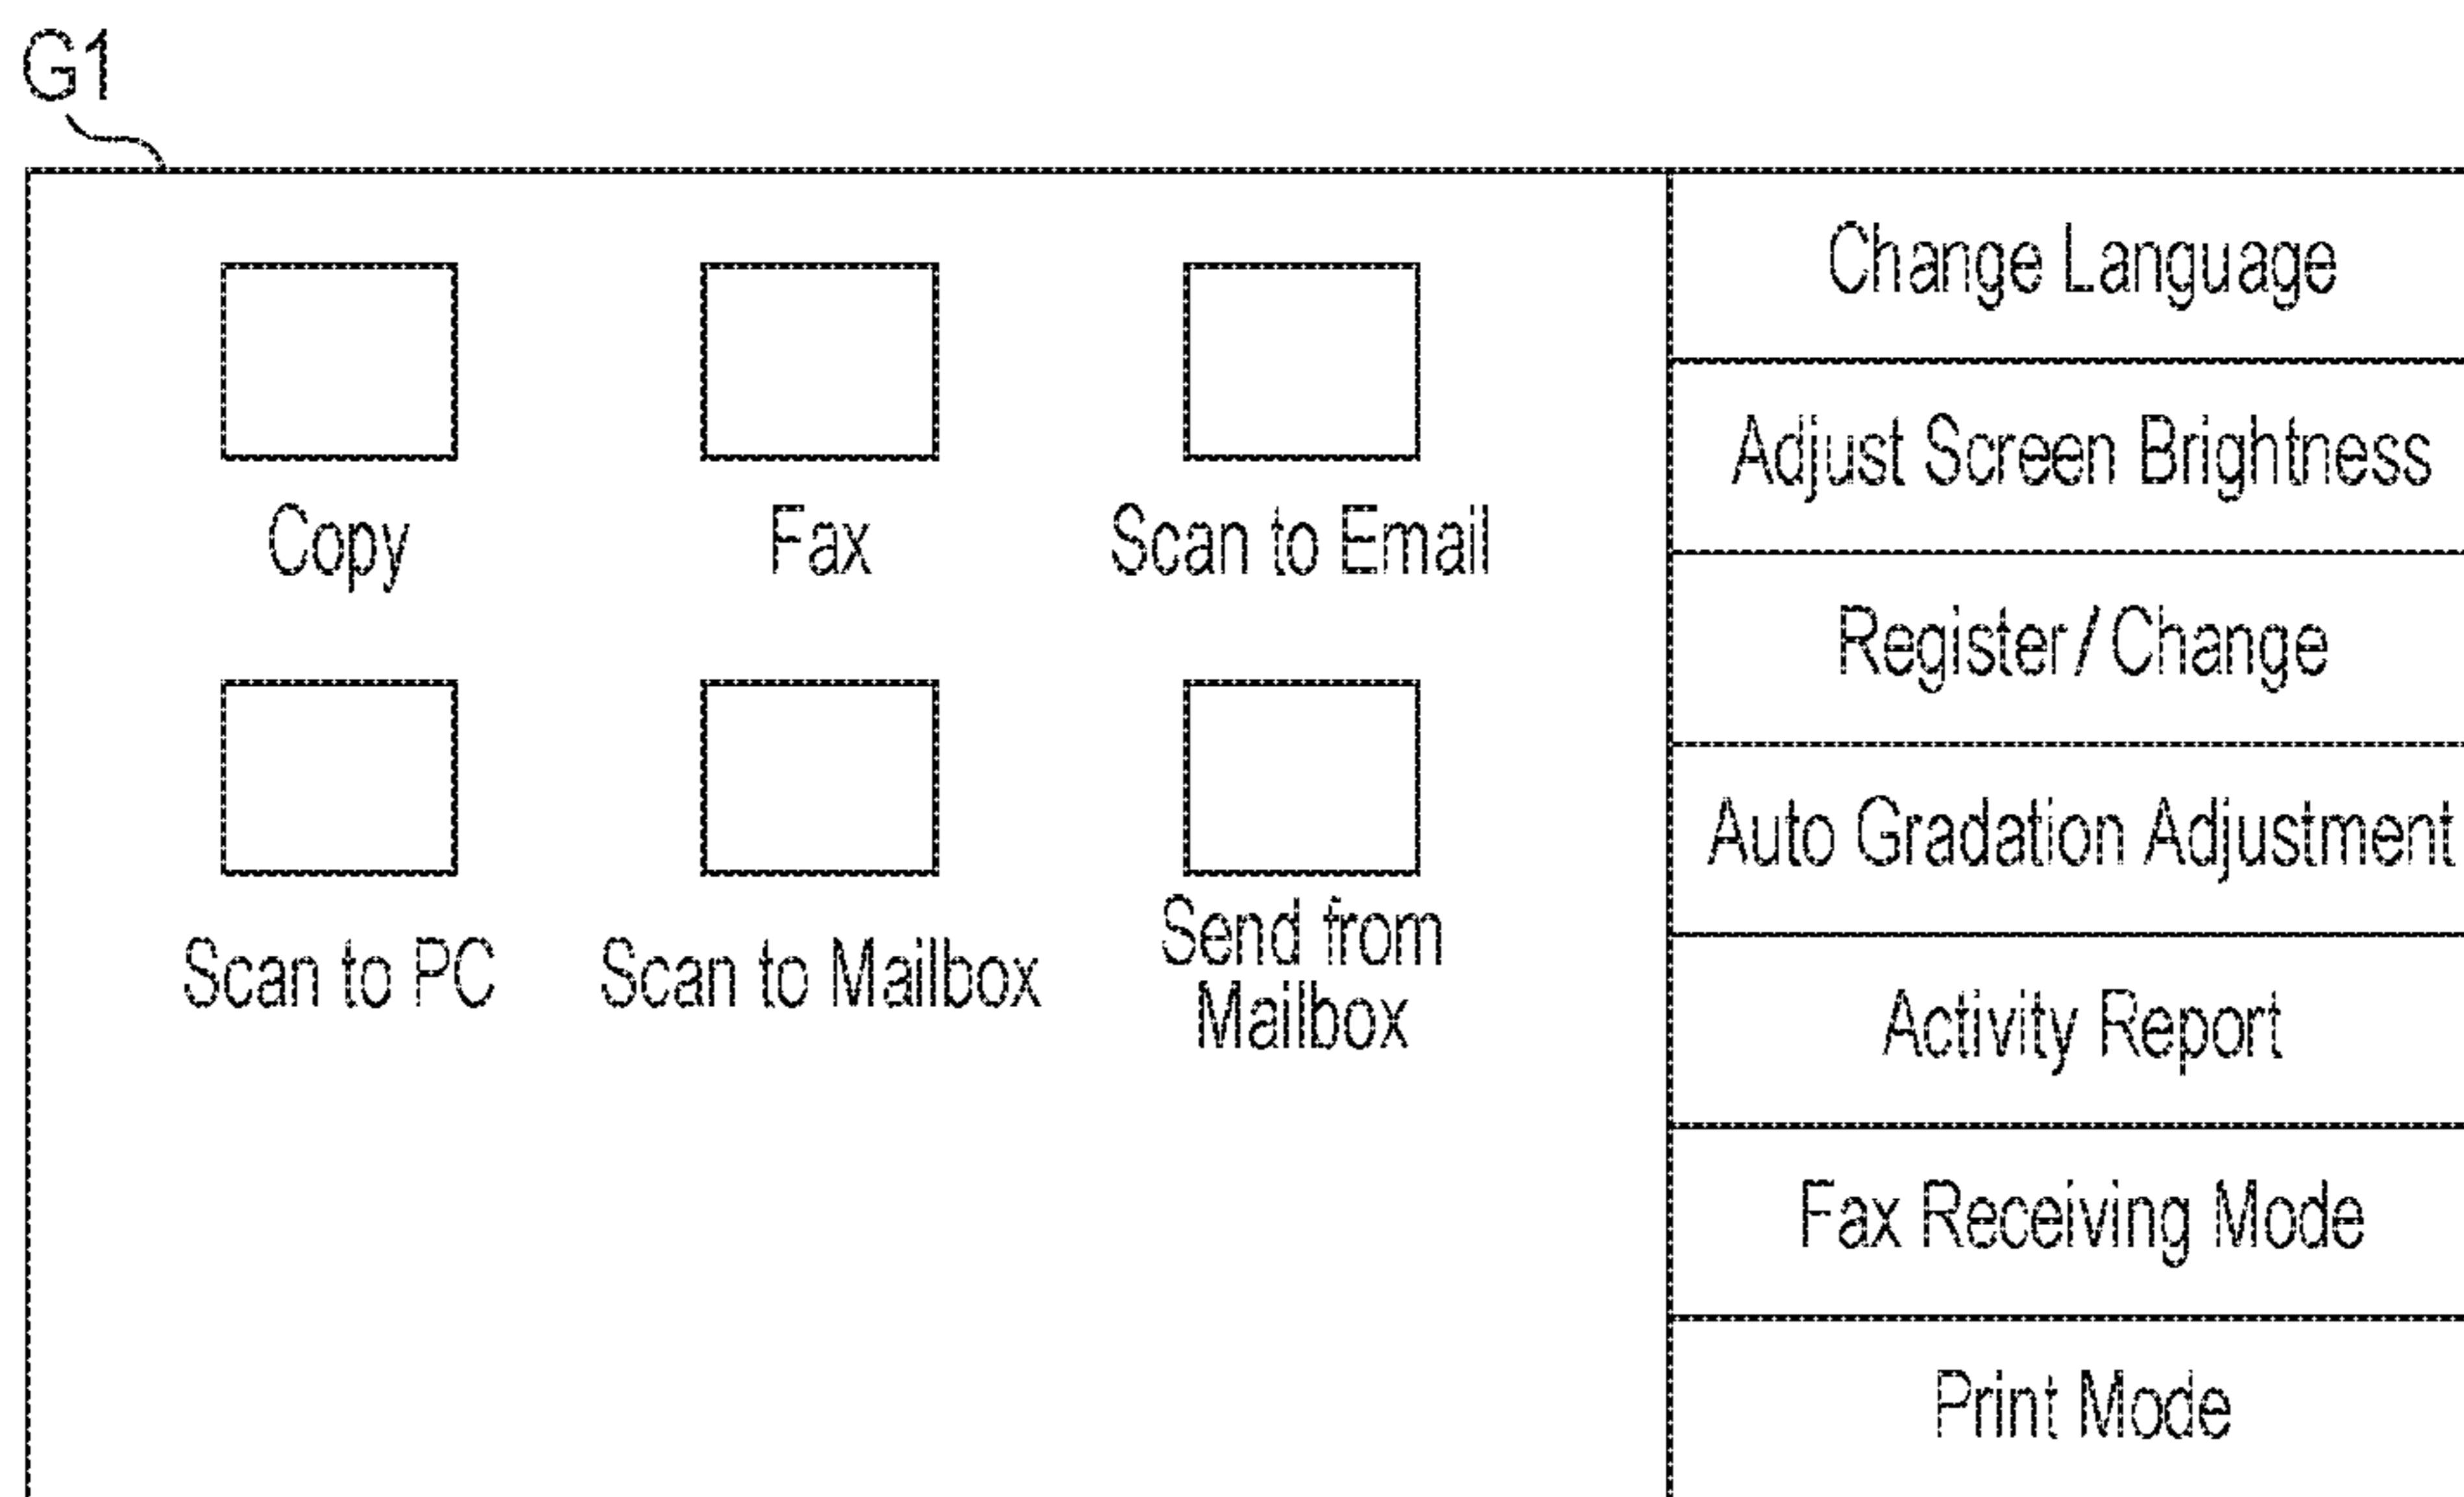 G1
Copy
Fax
Scan to Email
Scan to PC
Scan to Mailbox
Send from
Mailbox
Change Language
Adjust Screen Brightness
Register / Change
Auto Gradation Adjustment
Activity Report
Fax Receiving Mode
Print Mode